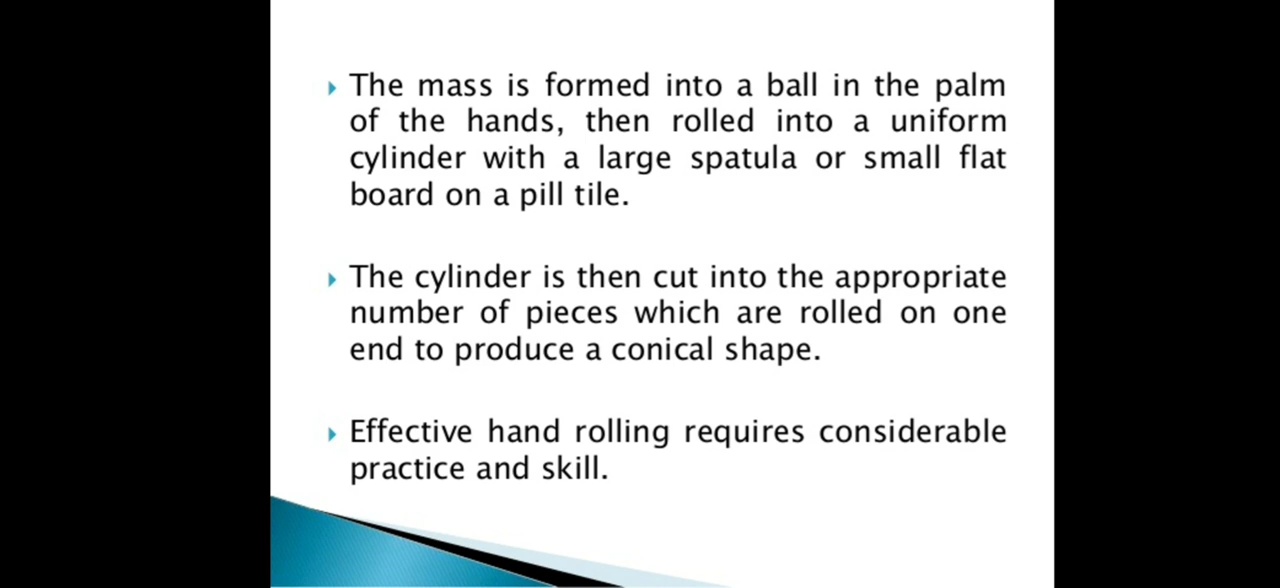 The mass is formed into a ball in the palm
of the hands, then rolled into a uniform
cylinder with a large spatula or small flat
board on a pill tile.
The cylinder is then cut into the appropriate
number of pieces which are rolled on one
end to produce a conical shape.
Effective hand rolling requires considerable
practice and skill.